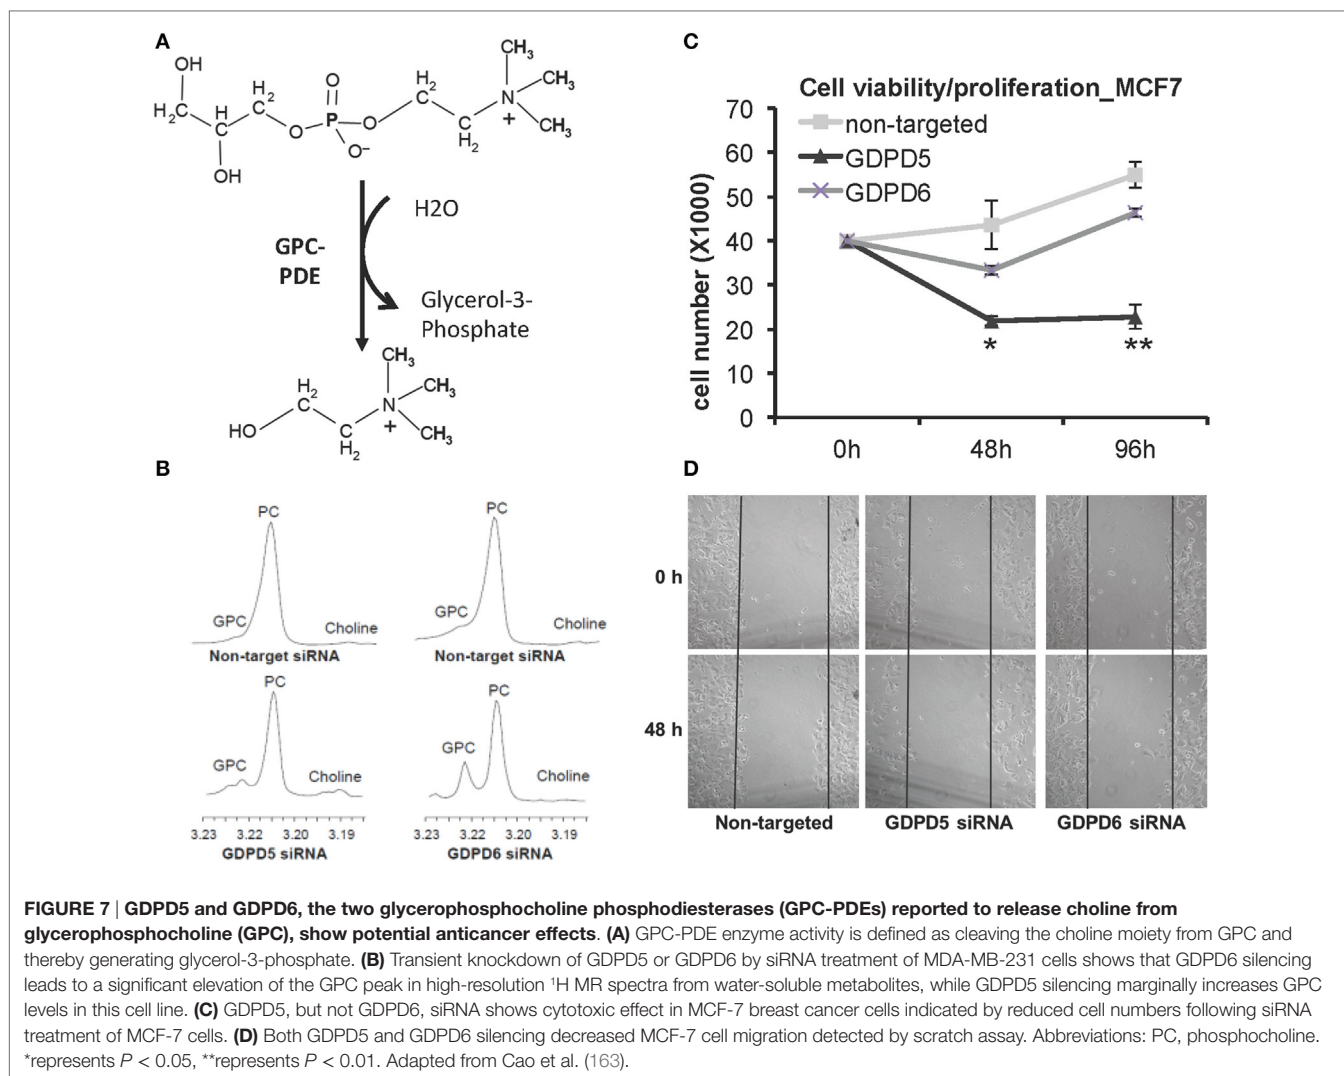 A
OH
H2C
H
C
OH
H2
C
O
O
P
O
O–
H2
C
C
H2
N
+
CH3
CH3
CH3
GPC-
PDE
H2O
Glycerol-3-
Phosphate
HO
H2
C
C
H2
N
+
CH3
CH3
CH3
B
PC
GPC
Choline
Non-target siRNA
PC
GPC
Choline
Non-target siRNA
PC
GPC
Choline
3.23 3.22 3.20 3.19
GDPD5 siRNA
PC
GPC
Choline
3.23 3.22 3.20 3.19
GDPD6 siRNA
C
Cell viability/proliferation_MCF7
non-targeted
GDPD5
GDPD6
cell number (X1000)
70
60
50
40
30
20
10
0
*
**
0h 48h 96h
D
0 h
48 h
Non-targeted GDPD5 siRNA GDPD6 siRNA
FIGURE 7 | GDPD5 and GDPD6, the two glycerophosphocholine phosphodiesterases (GPC-PDEs) reported to release choline from
glycerophosphocholine (GPC), show potential anticancer effects. (A) GPC-PDE enzyme activity is defined as cleaving the choline moiety from GPC and
thereby generating glycerol-3-phosphate. (B) Transient knockdown of GDPD5 or GDPD6 by siRNA treatment of MDA-MB-231 cells shows that GDPD6 silencing
leads to a significant elevation of the GPC peak in high-resolution ¹H MR spectra from water-soluble metabolites, while GDPD5 silencing marginally increases GPC
levels in this cell line. (C) GDPD5, but not GDPD6, siRNA shows cytotoxic effect in MCF-7 breast cancer cells indicated by reduced cell numbers following siRNA
treatment of MCF-7 cells. (D) Both GDPD5 and GDPD6 silencing decreased MCF-7 cell migration detected by scratch assay. Abbreviations: PC, phosphocholine.
*represents P < 0.05, **represents P < 0.01. Adapted from Cao et al. (163).